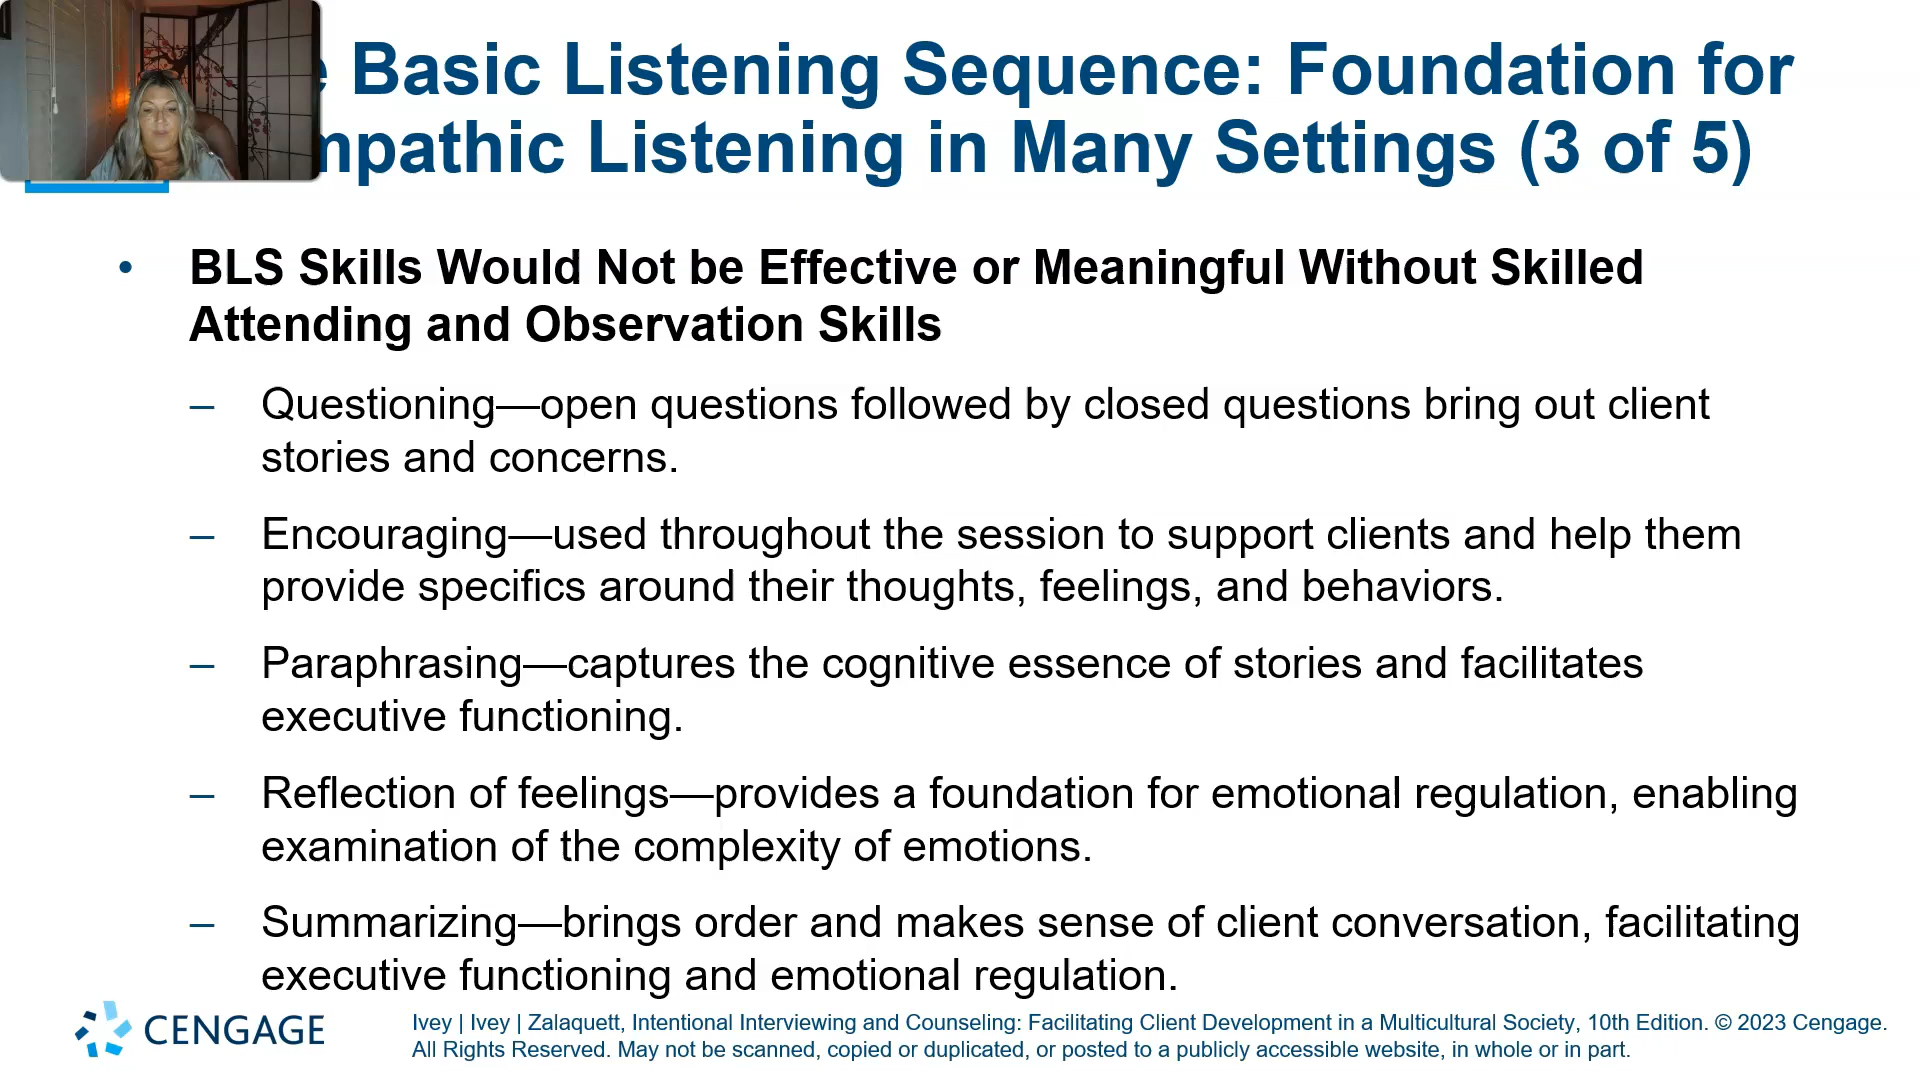 Basic Listening Sequence: Foundation for
mpathic Listening in Many Settings (3 of 5)
• BLS Skills Would Not be Effective or Meaningful Without Skilled
Attending and Observation Skills
– Questioning—open questions followed by closed questions bring out client
stories and concerns.
– Encouraging—used throughout the session to support clients and help them
provide specifics around their thoughts, feelings, and behaviors.
– Paraphrasing—captures the cognitive essence of stories and facilitates
executive functioning.
– Reflection of feelings—provides a foundation for emotional regulation, enabling
examination of the complexity of emotions.
– Summarizing—brings order and makes sense of client conversation, facilitating
executive functioning and emotional regulation.
CENGAGE
Ivey | Ivey | Zalaquett, Intentional Interviewing and Counseling: Facilitating Client Development in a Multicultural Society, 10th Edition. © 2023 Cengage.
All Rights Reserved. May not be scanned, copied or duplicated, or posted to a publicly accessible website, in whole or in part.